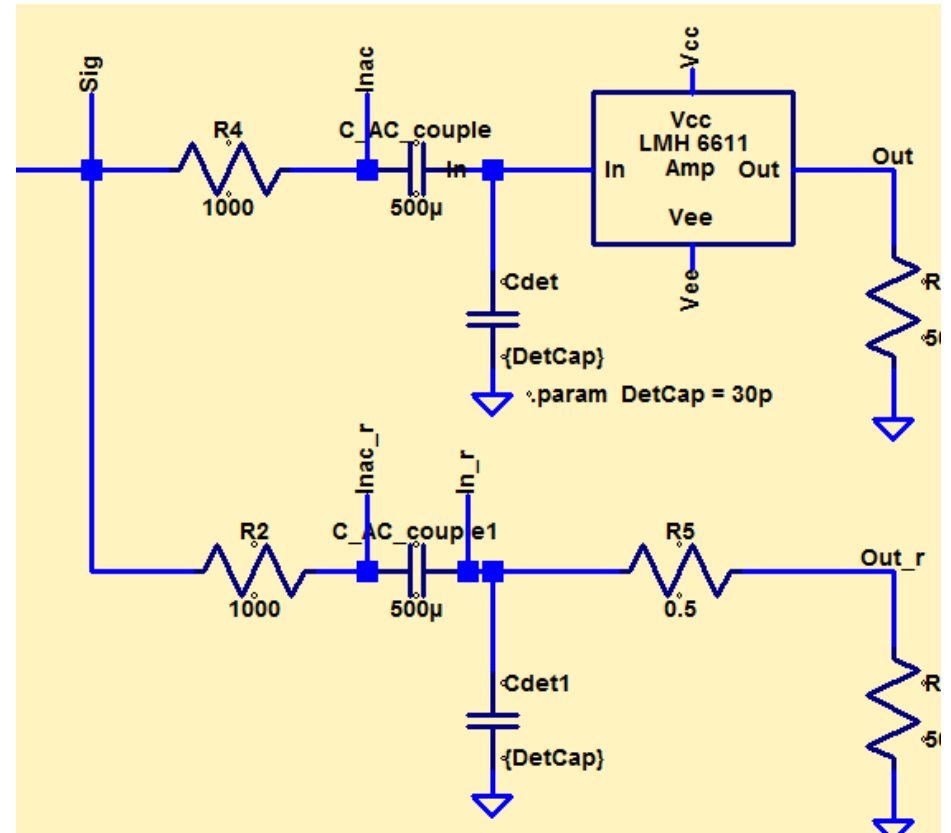 Sig
Inac
Vcc
R4
C_AC_couple
Vcc
LMH 6611
In
In
Amp
Out
Out
1000
500µ
Vee
Vee
Cdet
R
50
{DetCap}
.param DetCap = 30p
Inac_r
In_r
R2
C_AC_couple1
R5
Out_r
1000
500µ
0.5
Cdet1
R
{DetCap}